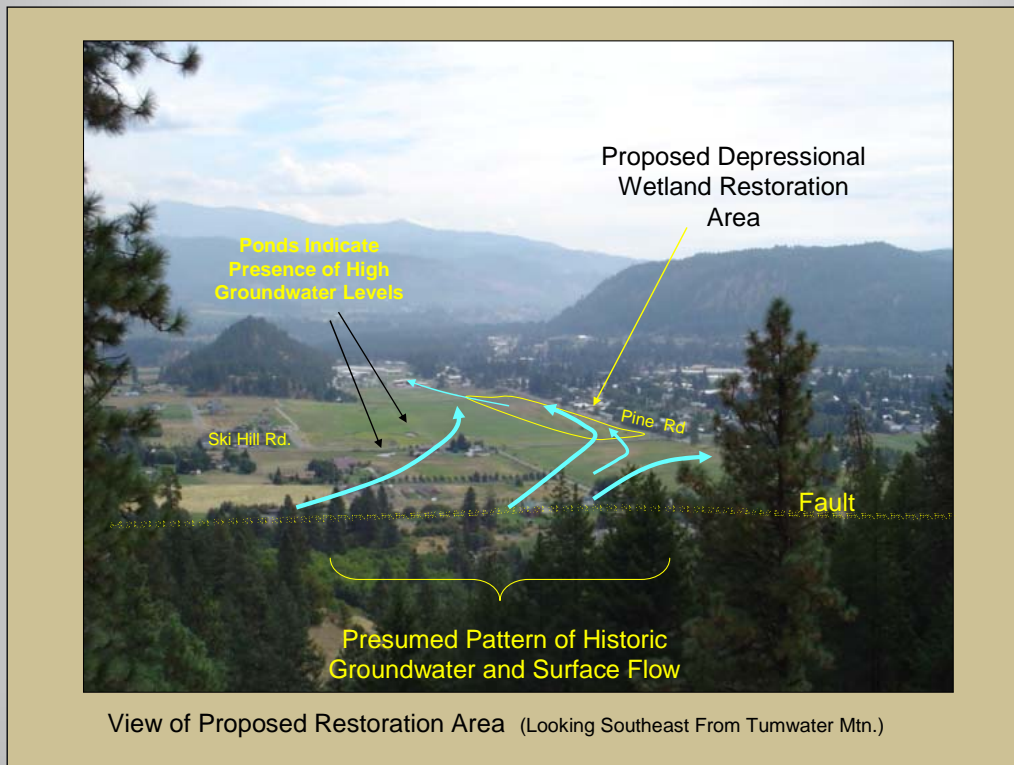 Proposed Depressional
Wetland Restoration
Area
Ponds Indicate
Presence of High
Groundwater Levels
Pine Rd
Ski Hill Rd.
Fault
Presumed Pattern of Historic
Groundwater and Surface Flow
View of Proposed Restoration Area (Looking Southeast From Tumwater Mtn.)